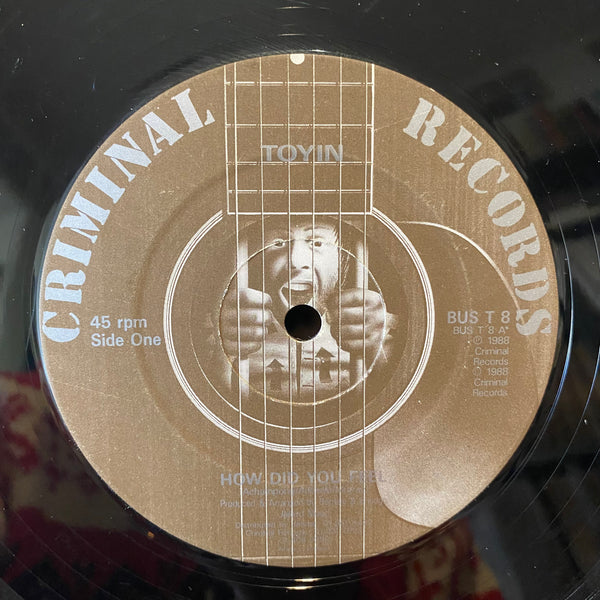 CRIMINAL RECORDS
TOYIN
45 rpm
Side One
BUS T 8
BUS T 8 A*
℗ 1988
Criminal
Records
© 1988
Criminal
Records
HOW DID YOU FEEL
Produced &